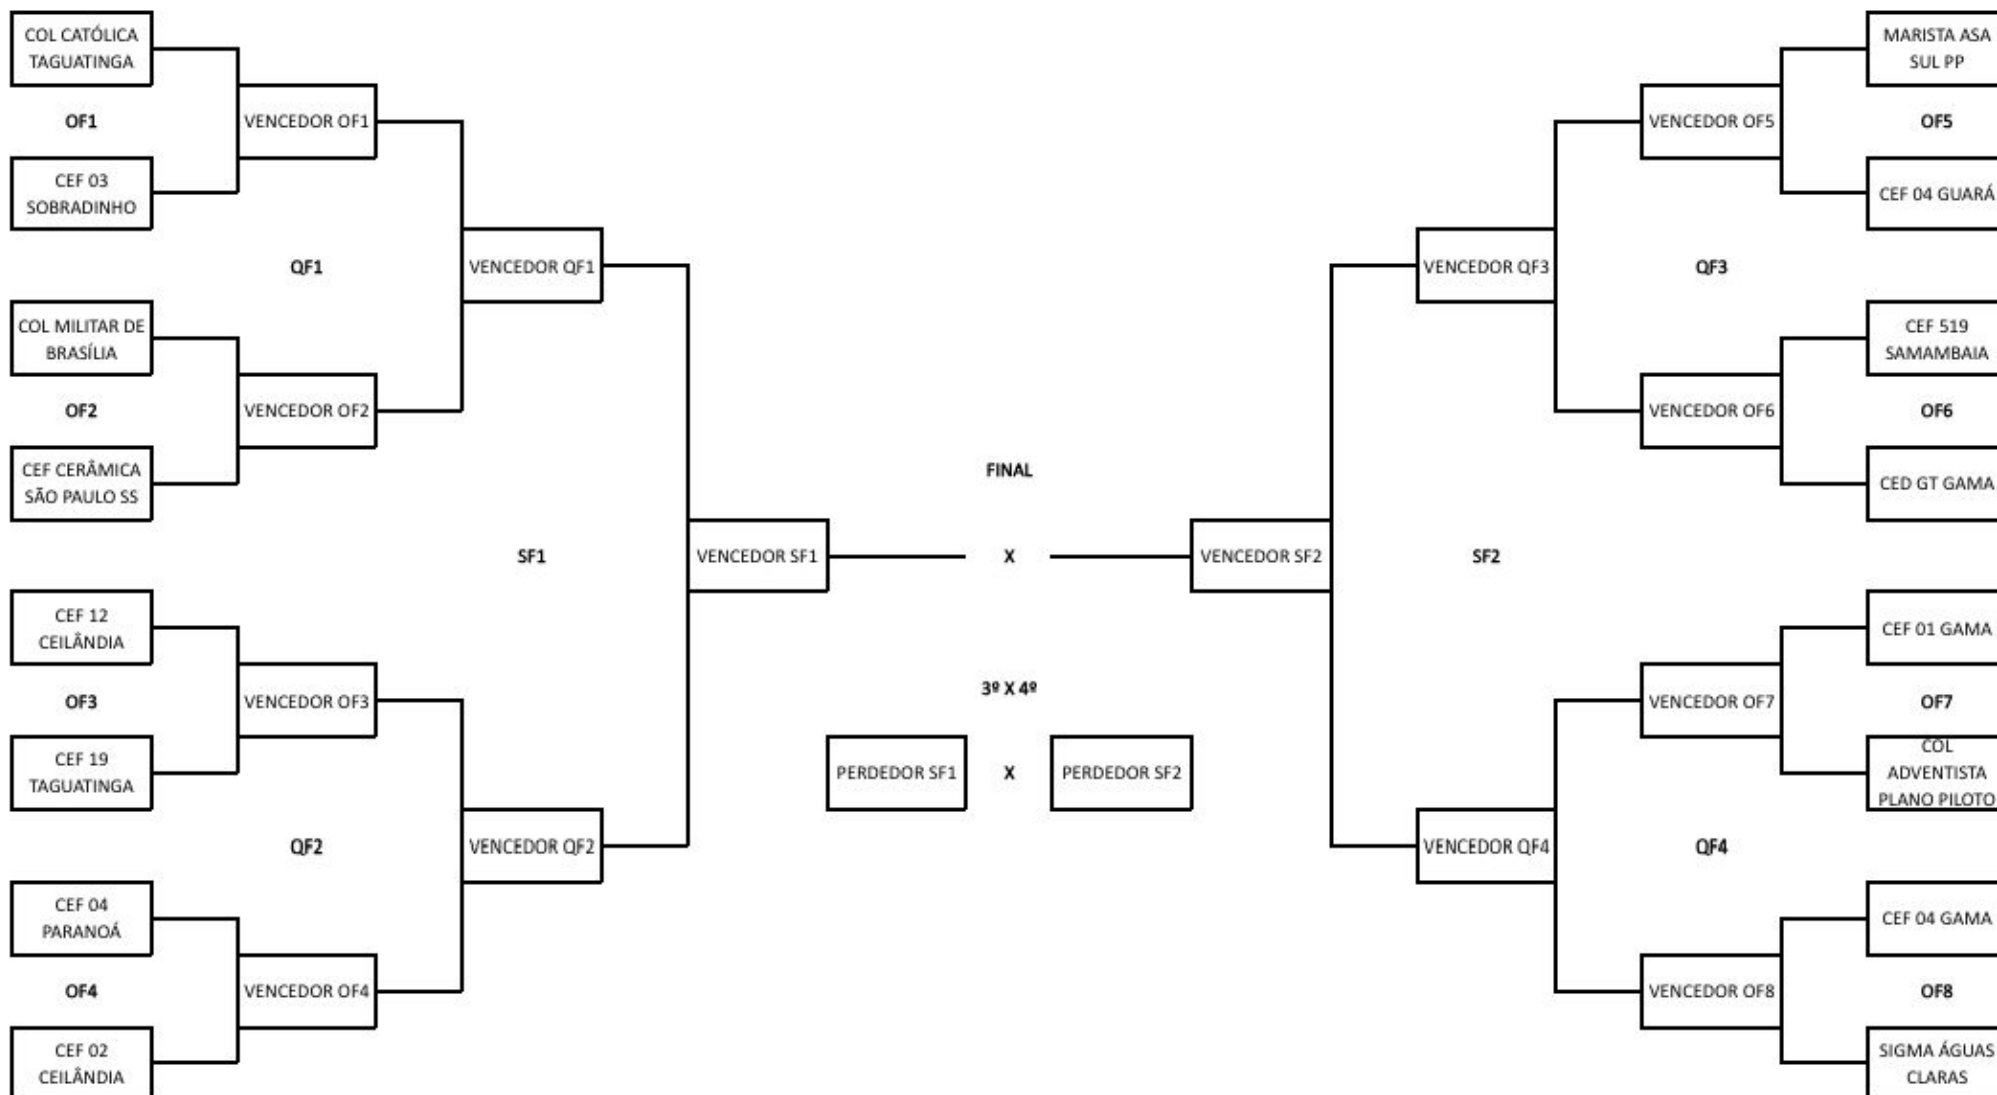 COL CATÓLICA
TAGUATINGA
OF1
CEF 03
SOBRADINHO
VENCEDOR OF1
QF1
COL MILITAR DE
BRASÍLIA
OF2
CEF CERÂMICA
SÃO PAULO SS
VENCEDOR OF2
VENCEDOR QF1
CEF 12
CEILÂNDIA
OF3
CEF 19
TAGUATINGA
VENCEDOR OF3
QF2
CEF 04
PARANOÁ
OF4
CEF 02
CEILÂNDIA
VENCEDOR OF4
VENCEDOR QF2
SF1
VENCEDOR SF1
FINAL
X
VENCEDOR SF2
3º X 4º
PERDEDOR SF1
X
PERDEDOR SF2
SF2
VENCEDOR QF3
VENCEDOR OF5
MARISTA ASA
SUL PP
OF5
CEF 04 GUARÁ
QF3
VENCEDOR OF6
CEF 519
SAMAMBAIA
OF6
CED GT GAMA
VENCEDOR QF4
VENCEDOR OF7
CEF 01 GAMA
OF7
COL
ADVENTISTA
PLANO PILOTO
QF4
VENCEDOR OF8
CEF 04 GAMA
OF8
SIGMA ÁGUAS
CLARAS